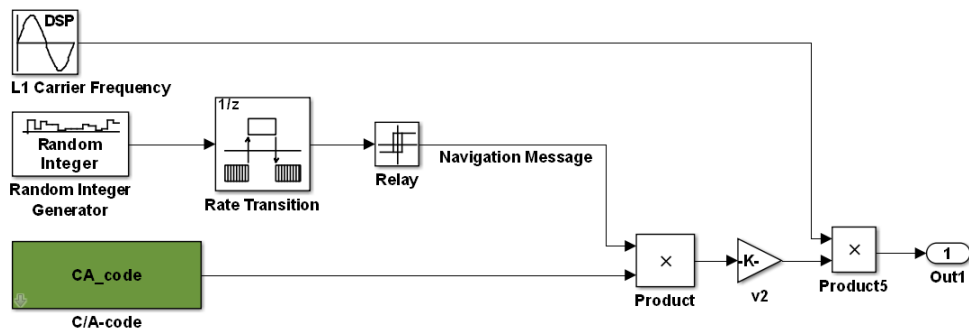 DSP
L1 Carrier Frequency
Random
Integer
Random Integer
Generator
1/z
Rate Transition
Relay
Navigation Message
CA_code
C/A-code
×
Product
-K-
v2
×
Product5
1
Out1